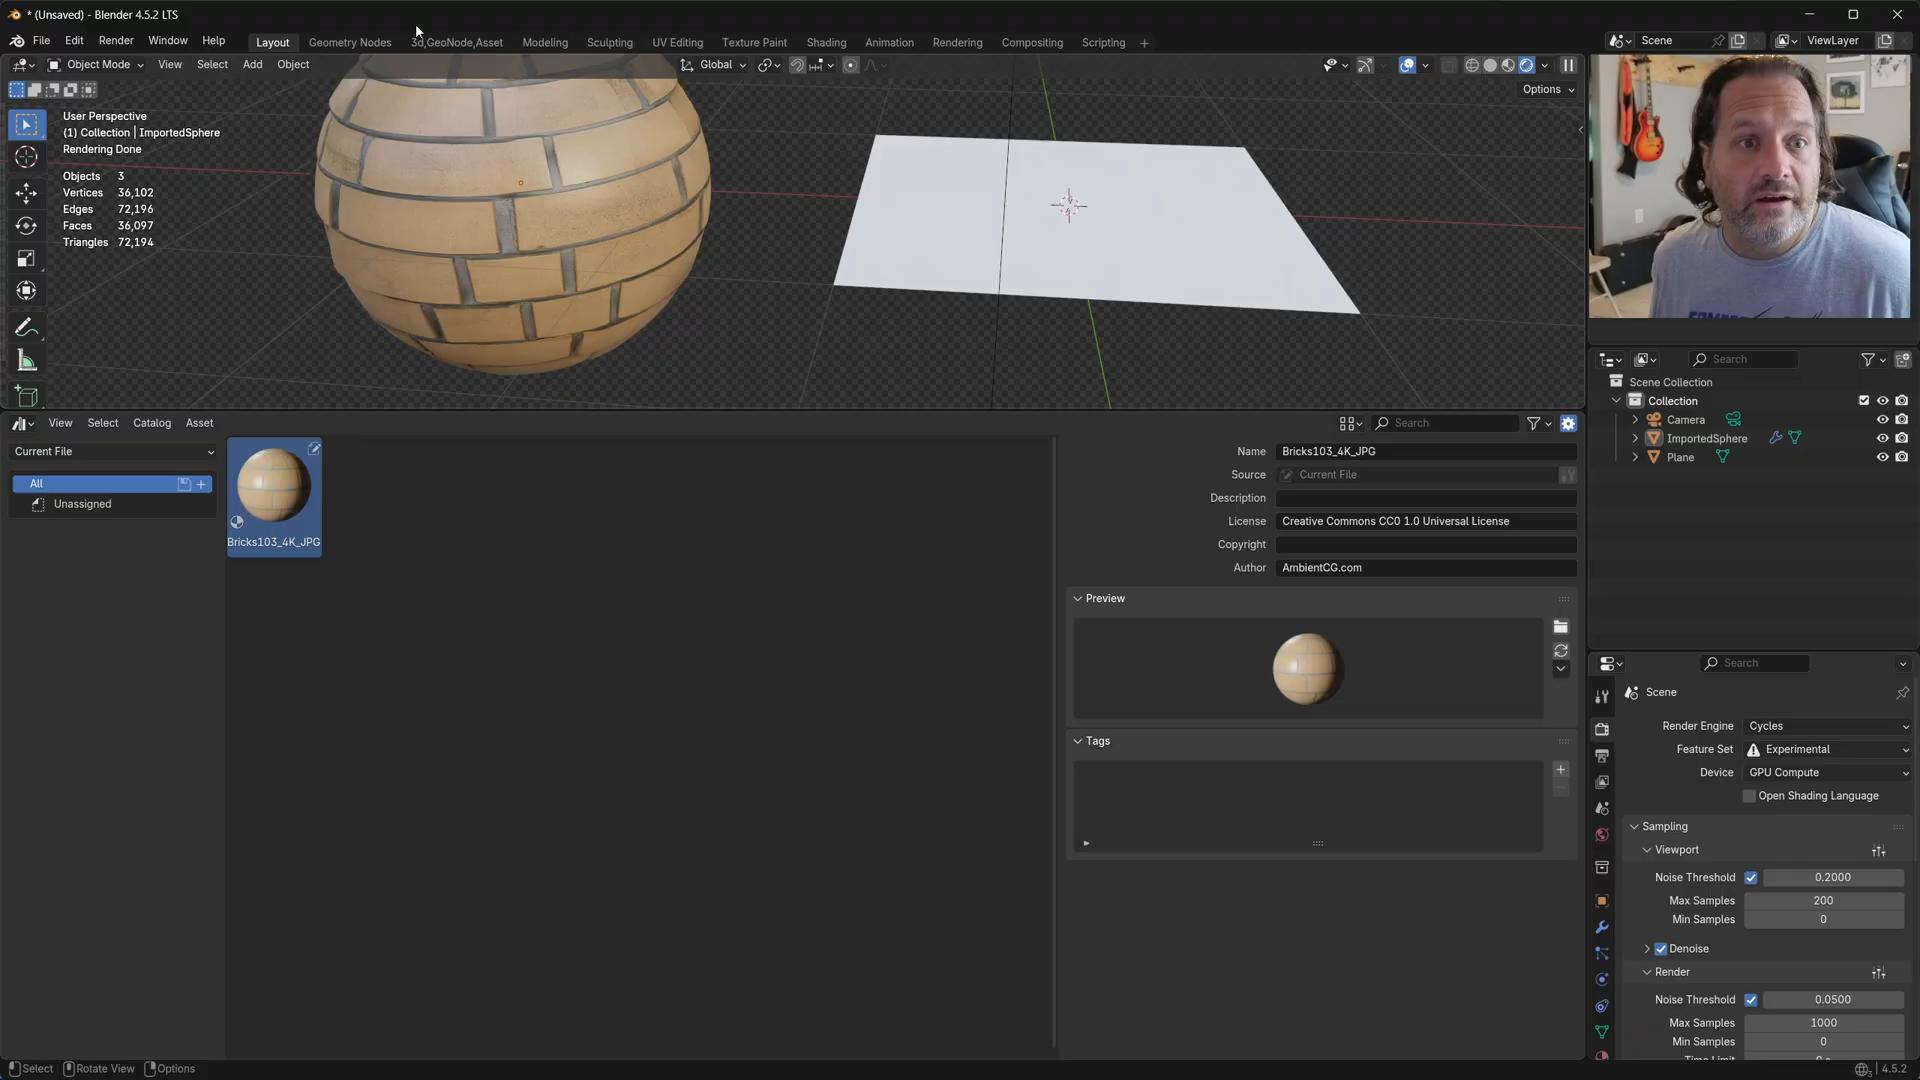 * (Unsaved) - Blender 4.5.2 LTS
File Edit Render Window Help Layout Geometry Nodes 3d,GeoNode,Asset Modeling Sculpting UV Editing Texture Paint Shading Animation Rendering Compositing Scripting + Scene ViewLayer
Object Mode View Select Add Object Global
Options
User Perspective
(1) Collection | ImportedSphere
Rendering Done
Objects 3
Vertices 36,102
Edges 72,196
Faces 36,097
Triangles 72,194
Search
Scene Collection
Collection
Camera
ImportedSphere
Plane
View Select Catalog Asset Search
Current File
All
Unassigned
Bricks103_4K_JPG
Name Bricks103_4K_JPG
Source Current File
Description
License Creative Commons CC0 1.0 Universal License
Copyright
Author AmbientCG.com
Preview
Tags
Search
Scene
Render Engine Cycles
Feature Set Experimental
Device GPU Compute
Open Shading Language
Sampling
Viewport
Noise Threshold 0.2000
Max Samples 200
Min Samples 0
Denoise
Render
Noise Threshold 0.0500
Max Samples 1000
Min Samples 0
Select Rotate View Options 4.5.2